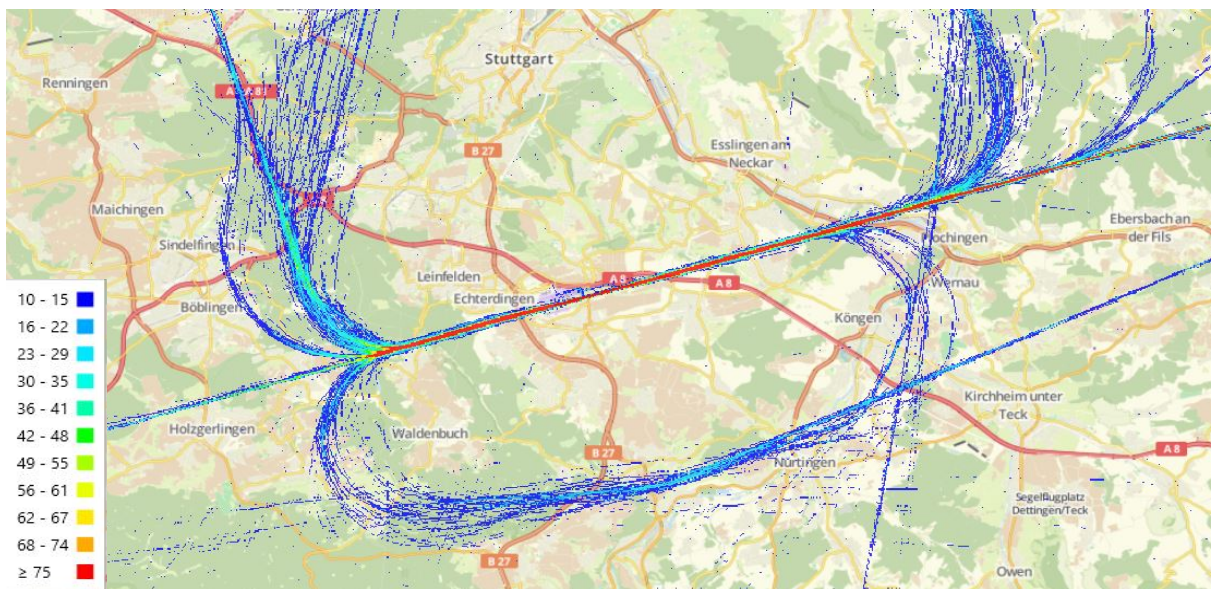 Stuttgart
Renningen
A 81
B 27
Esslingen am
Neckar
Maichingen
Sindelfingen
Ebersbach an
der Fils
Leinfelden
A 8
A 8
Wernau
Böblingen
Echterdingen
Köngen
Kirchheim unter
Teck
Holzgerlingen
Waldenbuch
B 27
Nürtingen
A 8
Segelflugplatz
Dettingen/Teck
B 27
Owen
10 - 15
16 - 22
23 - 29
30 - 35
36 - 41
42 - 48
49 - 55
56 - 61
62 - 67
68 - 74
≥ 75